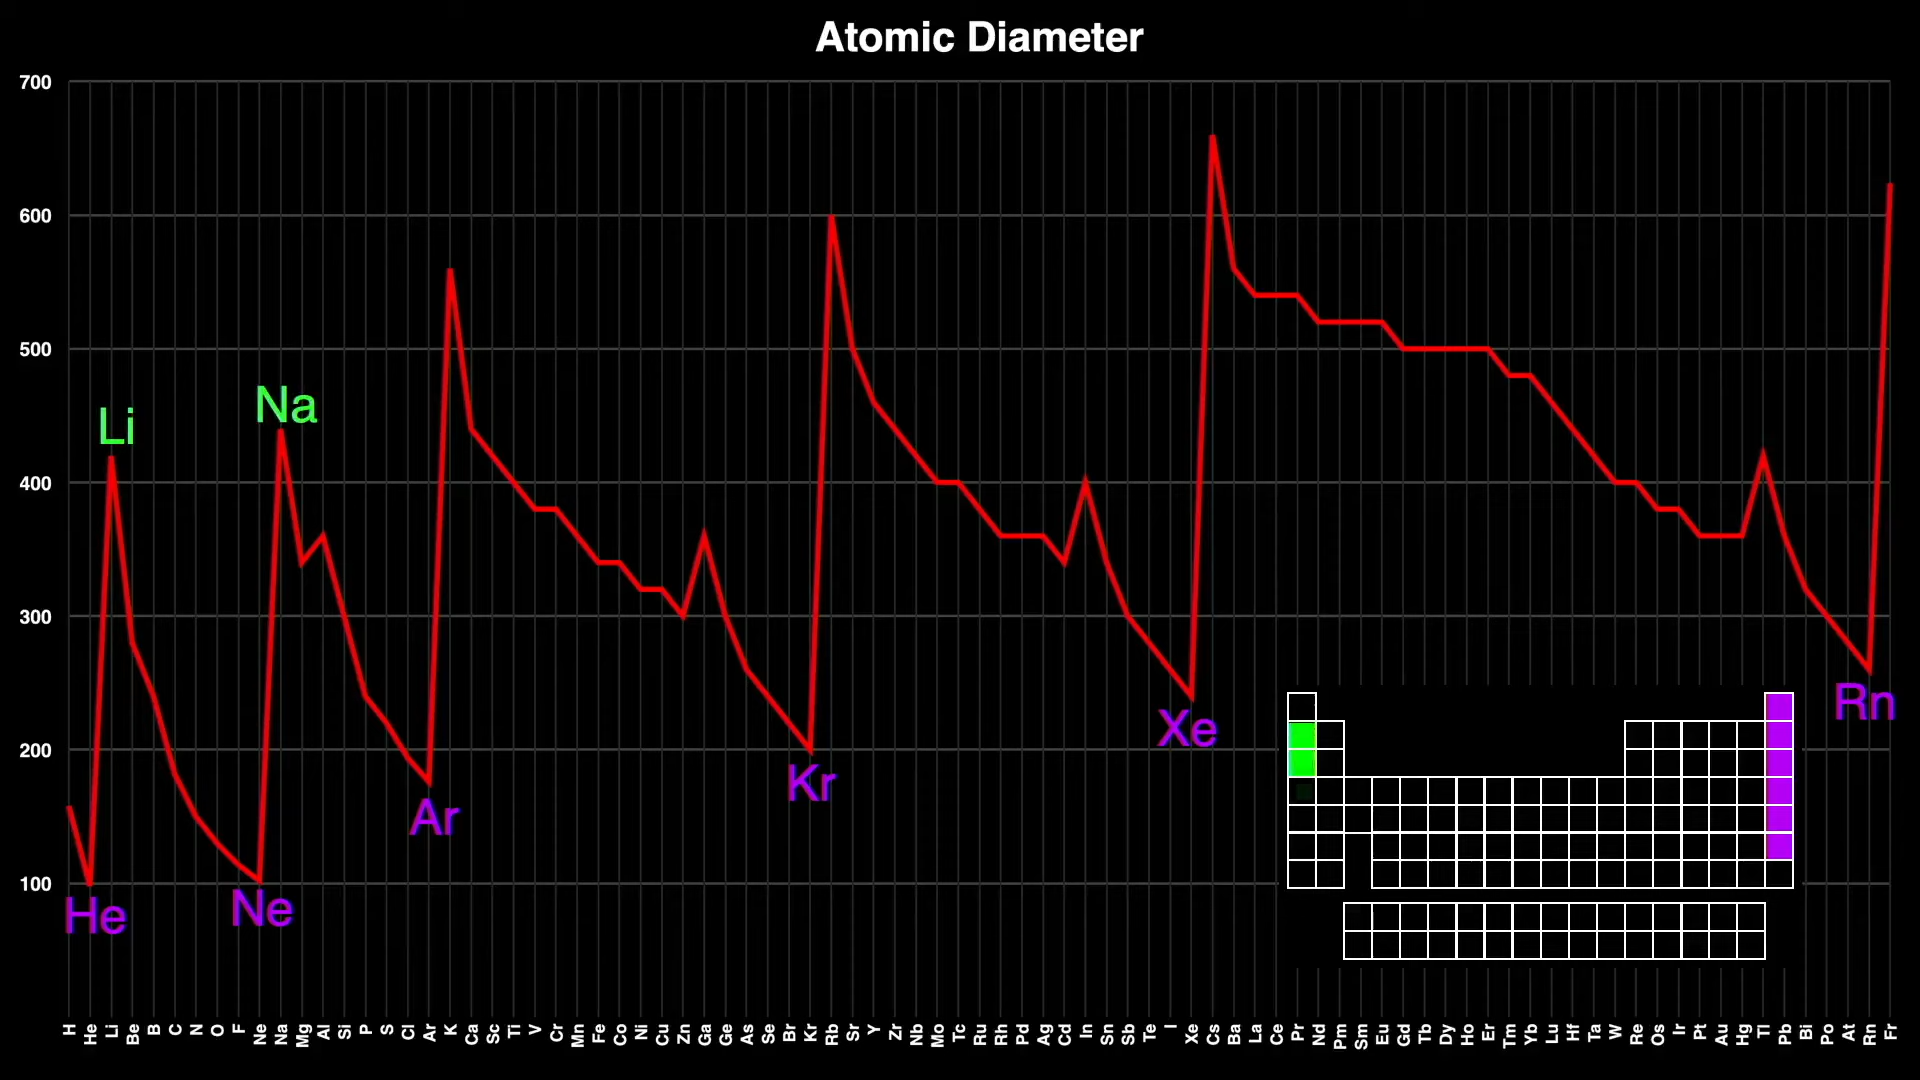 Atomic Diameter
700
600
500
400
300
200
100
Li
Na
He
Ne
Ar
Kr
Xe
Rn
H He Li Be B C N O F Ne Na Mg Al Si P S Cl Ar K Ca Sc Ti V Cr Mn Fe Co Ni Cu Zn Ga Ge As Se Br Kr Rb Sr Y Zr Nb Mo Tc Ru Rh Pd Ag Cd In Sn Sb Te I Xe Cs Ba La Ce Pr Nd Pm Sm Eu Gd Tb Dy Ho Er Tm Yb Lu Hf Ta W Re Os Ir Pt Au Hg Tl Pb Bi Po At Rn Fr